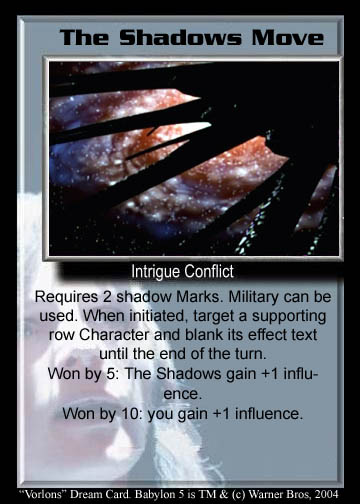 The Shadows Move
Intrigue Conflict
Requires 2 shadow Marks. Military can be
used. When initiated, target a supporting
row Character and blank its effect text
until the end of the turn.
Won by 5: The Shadows gain +1 influ-
ence.
Won by 10: you gain +1 influence.
“Vorlons” Dream Card. Babylon 5 is TM & (c) Warner Bros, 2004